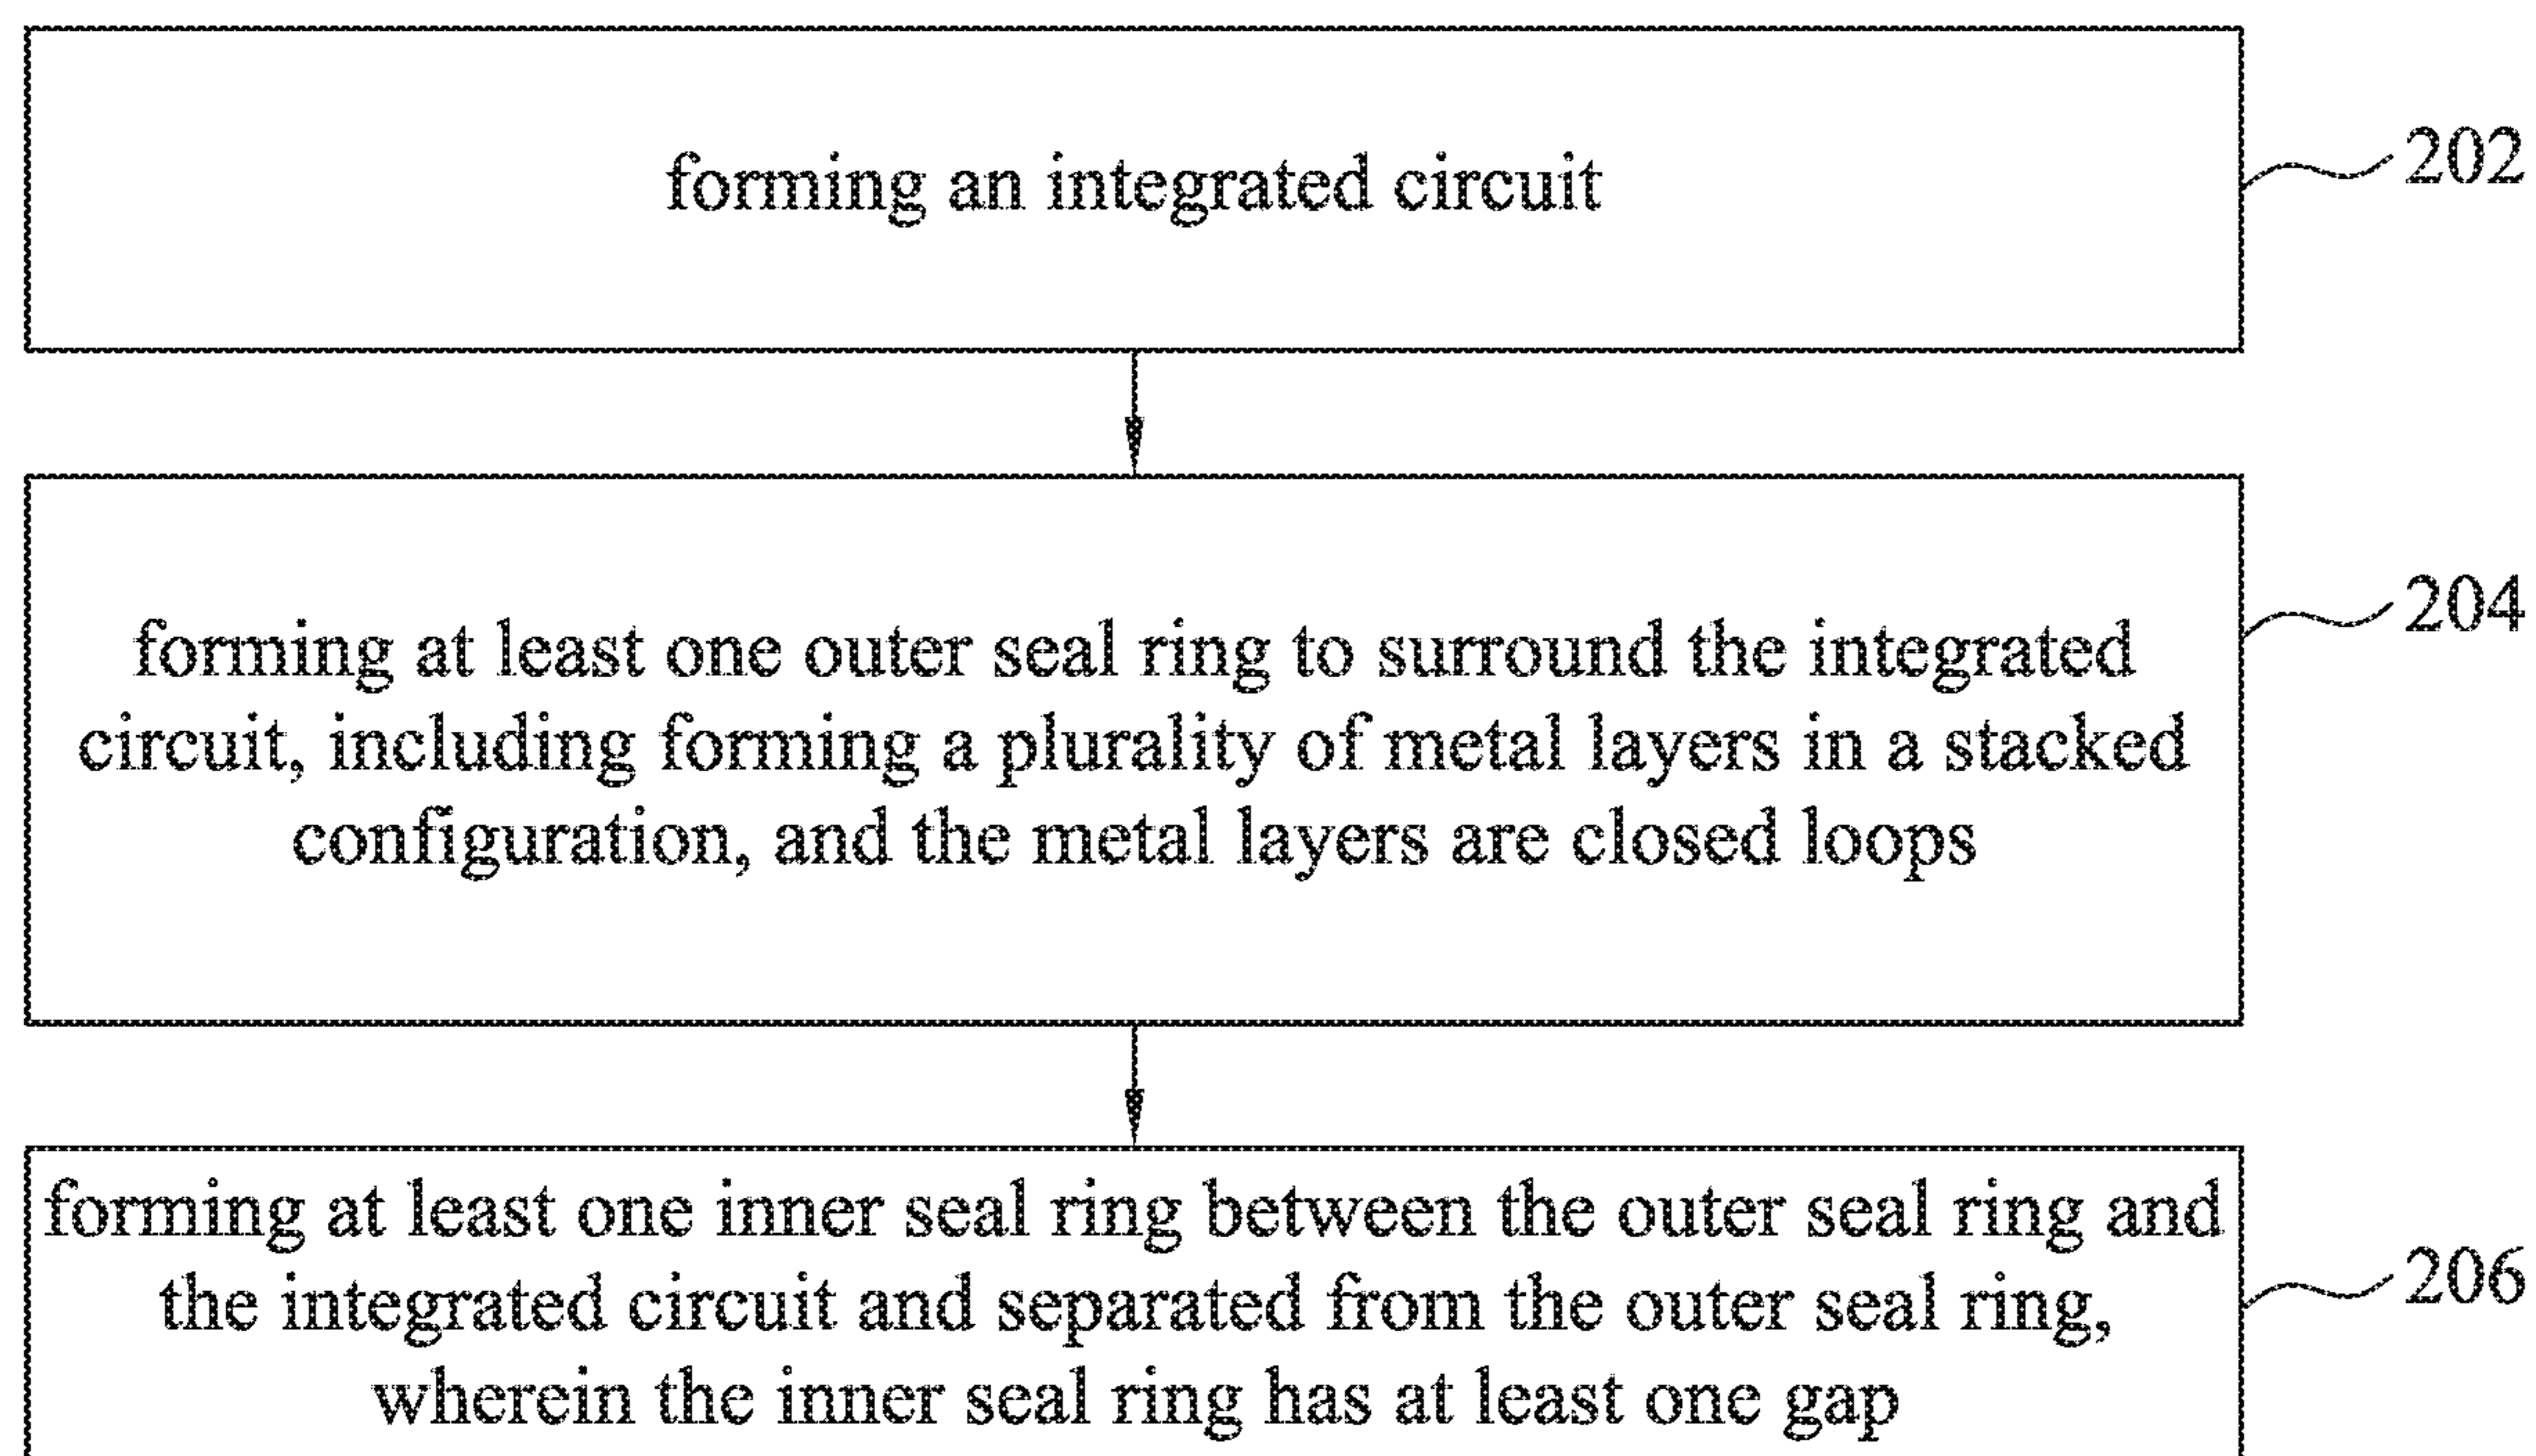 forming an integrated circuit
202
forming at least one outer seal ring to surround the integrated
circuit, including forming a plurality of metal layers in a stacked
configuration, and the metal layers are closed loops
204
forming at least one inner seal ring between the outer seal ring and
the integrated circuit and separated from the outer seal ring,
wherein the inner seal ring has at least one gap
206